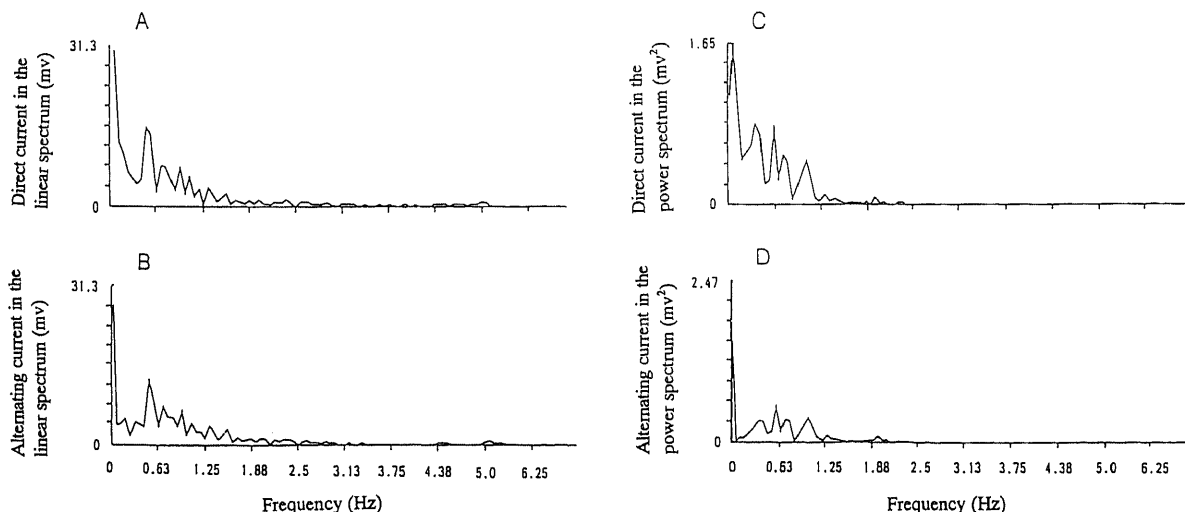 A
31.3
0
Direct current in the
linear spectrum (mv)
B
31.3
0
Alternating current in the
linear spectrum (mv)
0 0.63 1.25 1.88 2.5 3.13 3.75 4.38 5.0 6.25
Frequency (Hz)
C
1.65
0
Direct current in the
power spectrum (mv²)
D
2.47
0
Alternating current in the
power spectrum (mv²)
0 0.63 1.25 1.88 2.5 3.13 3.75 4.38 5.0 6.25
Frequency (Hz)